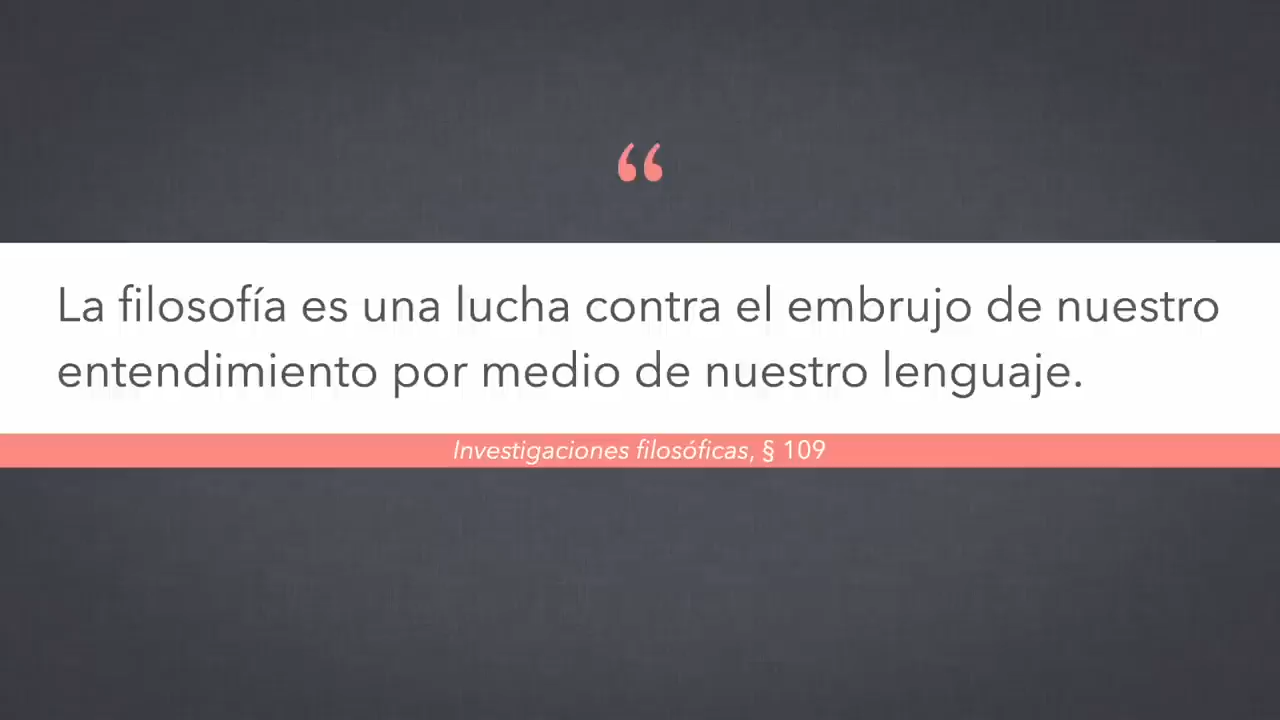 “
La filosofía es una lucha contra el embrujo de nuestro
entendimiento por medio de nuestro lenguaje.
Investigaciones filosóficas, § 109